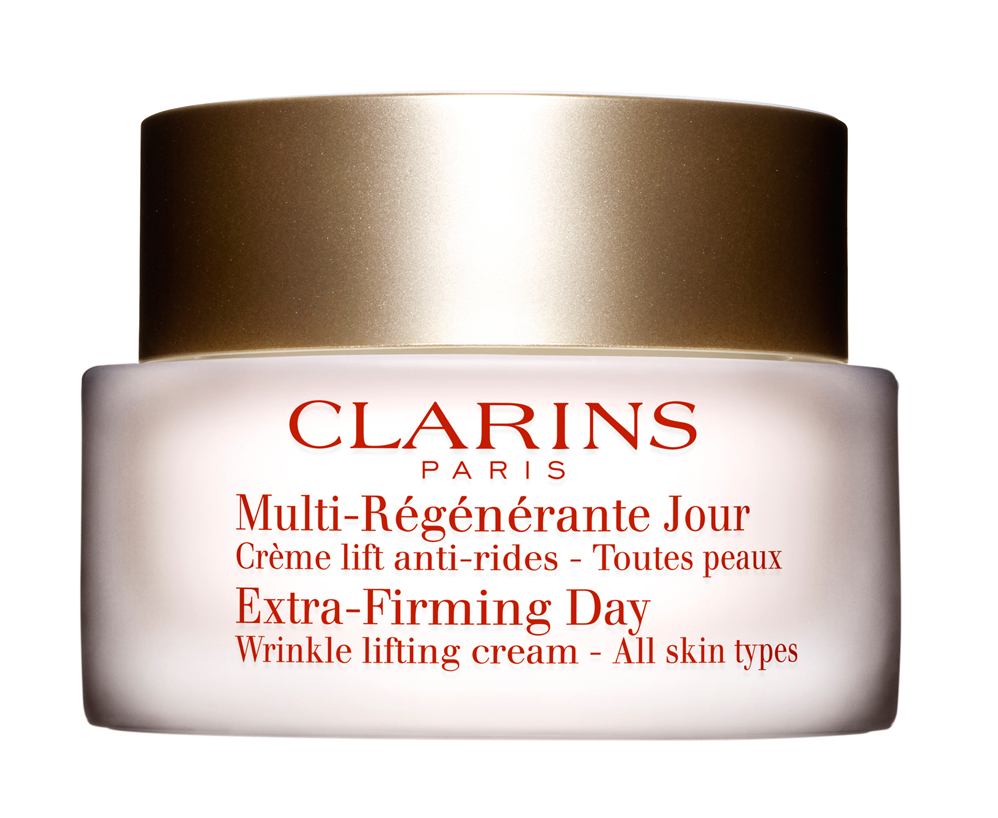 CLARINS
PARIS
Multi-Régénérante Jour
Crème lift anti-rides - Toutes peaux
Extra-Firming Day
Wrinkle lifting cream - All skin types